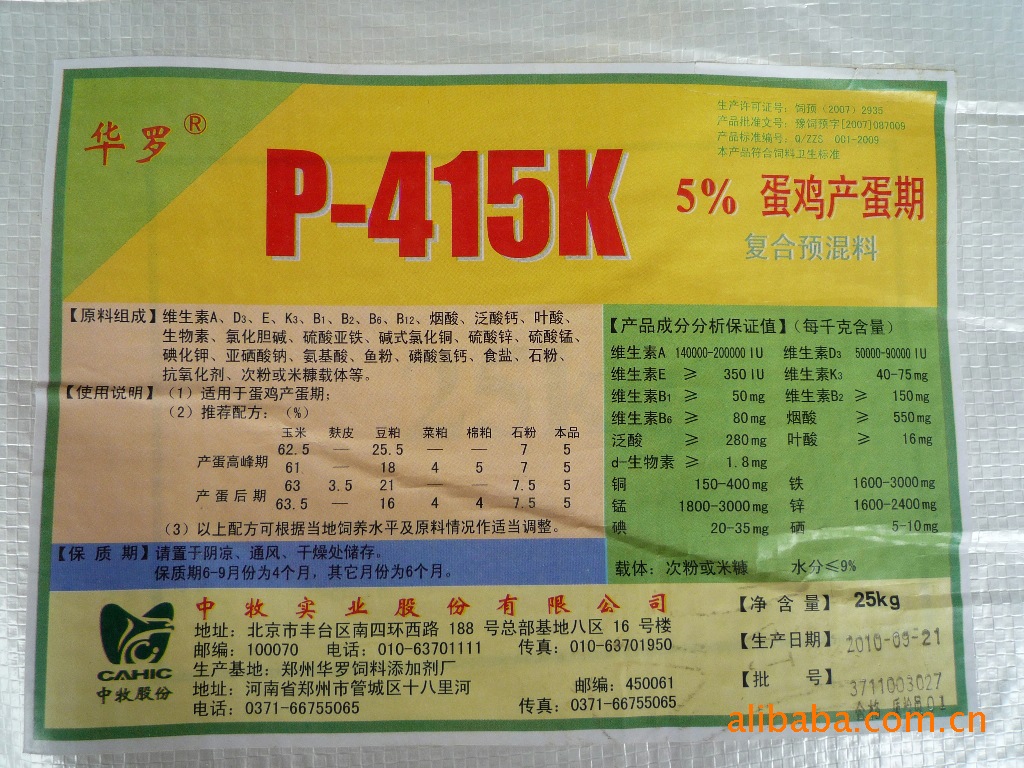 华罗®
生产许可证号：饲预（2007）2935
产品批准文号：豫饲预字[2007]087009
产品标准编号：Q/ZZS 001-2009
本产品符合饲料卫生标准
P-415K
5% 蛋鸡产蛋期
复合预混料
【原料组成】维生素A、D3、E、K3、B1、B2、B6、B12、烟酸、泛酸钙、叶酸、
生物素、氯化胆碱、硫酸亚铁、碱式氯化铜、硫酸锌、硫酸锰、
碘化钾、亚硒酸钠、氨基酸、鱼粉、磷酸氢钙、食盐、石粉、
抗氧化剂、次粉或米糠载体等。
【使用说明】（1）适用于蛋鸡产蛋期；
（2）推荐配方：（%）
玉米 麸皮 豆粕 菜粕 棉粕 石粉 本品
产蛋高峰期
62.5 — 25.5 — — 7 5
61. — 18 4 5 7 5
产蛋后期
63 3.5 21 — — 7.5 5
63.5 — 16 4 4 7.5 5
（3）以上配方可根据当地饲养水平及原料情况作适当调整。
【保 质 期】请置于阴凉、通风、干燥处储存。
保质期6-9月份为4个月，其它月份为6个月。
【产品成分分析保证值】（每千克含量）
维生素A 140000-200000IU 维生素D3 50000-90000IU
维生素E ≥ 350IU 维生素K3 40-75mg
维生素B1 ≥ 50mg 维生素B2 ≥ 150mg
维生素B6 ≥ 80mg 烟酸 ≥ 550mg
泛酸 ≥ 280mg 叶酸 ≥ 16mg
d-生物素 ≥ 1.8mg
铜 150-400mg 铁 1600-3000mg
锰 1800-3000mg 锌 1600-2400mg
碘 20-35mg 硒 5-10mg
载体：次粉或米糠 水分≤9%
CAHIC
中牧股份
中牧实业股份有限公司
地址：北京市丰台区南四环西路 188 号总部基地八区 16 号楼
邮编：100070 电话：010-63701111 传真：010-63701950
生产基地：郑州华罗饲料添加剂厂
地址：河南省郑州市管城区十八里河 邮编：450061
电话：0371-66755065 传真：0371-66755065
【净 含 量】 25kg
【生产日期】2010-09-21
【批 号】3711003027
alibaba.com.cn